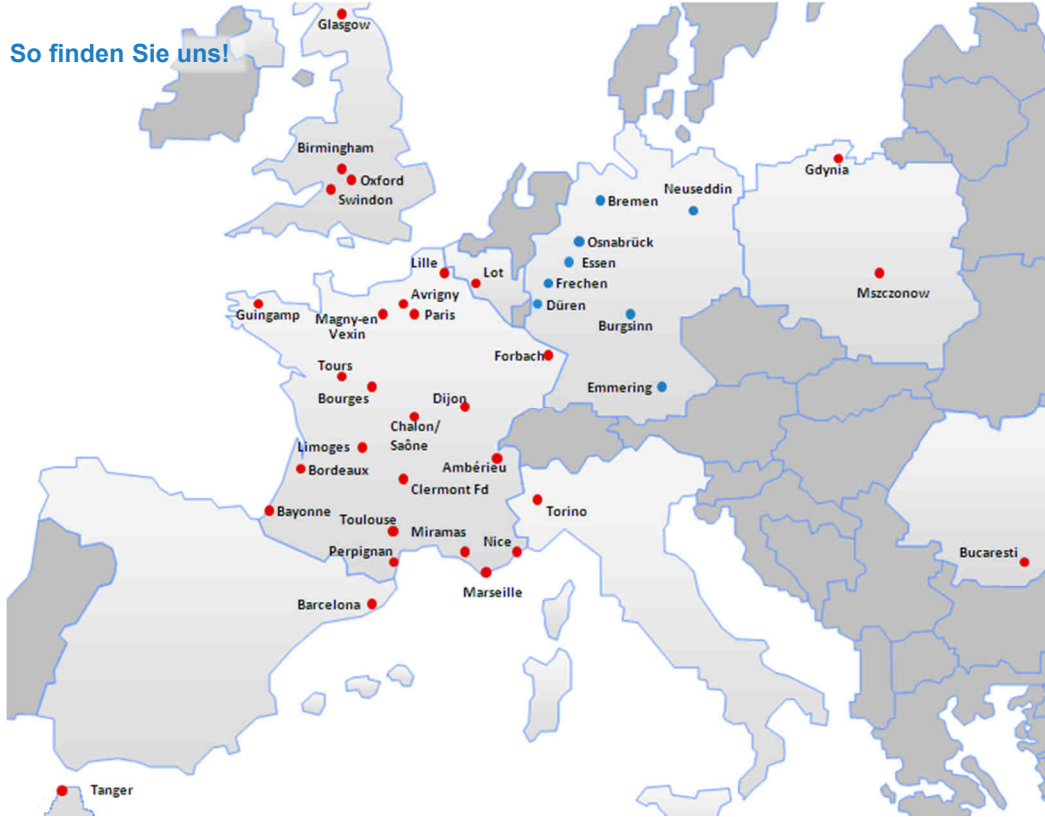 Glasgow
So finden Sie uns!
Birmingham
Oxford
Swindon
Gdynia
Neuseddin
Bremen
Osnabrück
Essen
Lille
Lot
Frechen
Mszczonow
Avrigny
Düren
Guingamp
Magny-en
Vexin
Paris
Burgsinn
Forbach
Tours
Bourges
Emmering
Dijon
Chalon/
Saône
Limoges
Bordeaux
Ambérieu
Clermont Fd
Bayonne
Torino
Toulouse
Miramas
Nice
Perpignan
Bucaresti
Marseille
Barcelona
Tanger